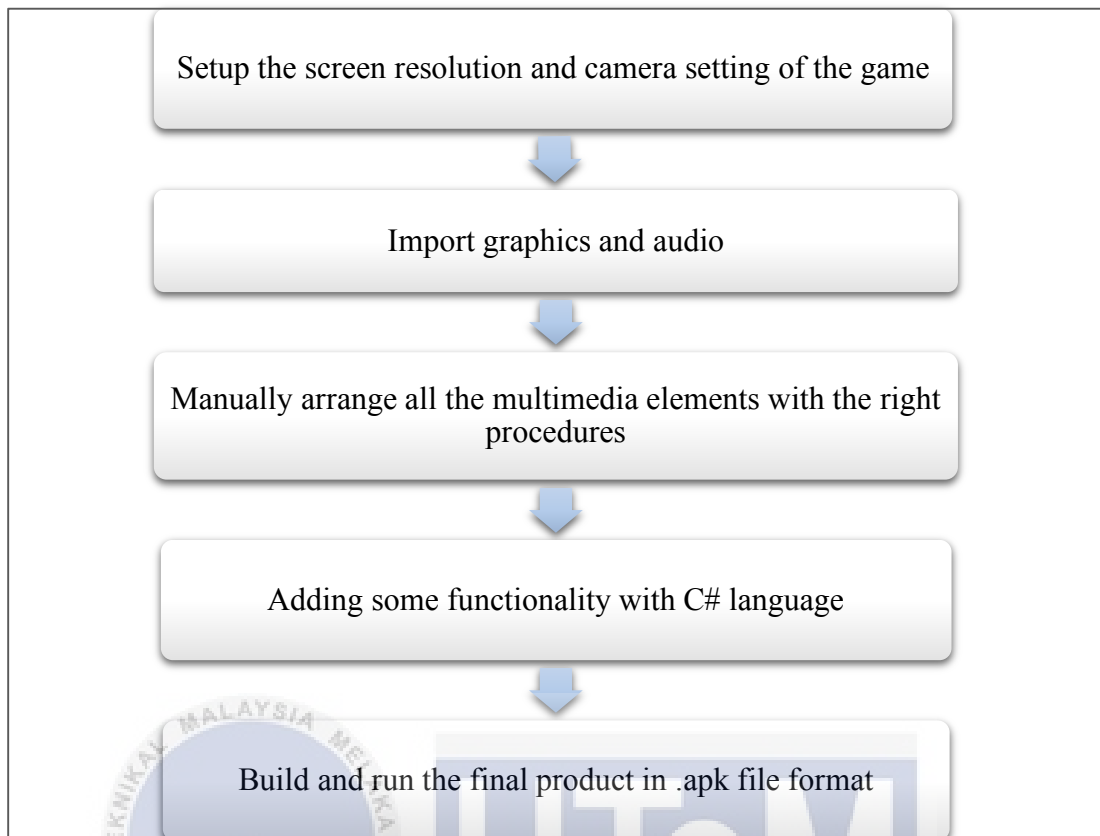 Setup the screen resolution and camera setting of the game
Import graphics and audio
Manually arrange all the multimedia elements with the right
procedures
Adding some functionality with C# language
Build and run the final product in .apk file format
MALAYSIA